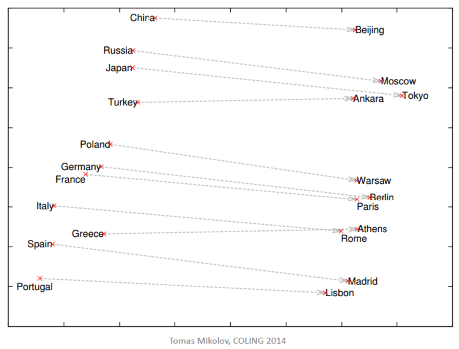 China
Beijing
Russia
Japan
Moscow
Turkey
Ankara
Tokyo
Poland
Germany
France
Warsaw
Berlin
Paris
Italy
Greece
Athens
Rome
Spain
Portugal
Madrid
Lisbon
Tomas Mikolov, COLING 2014